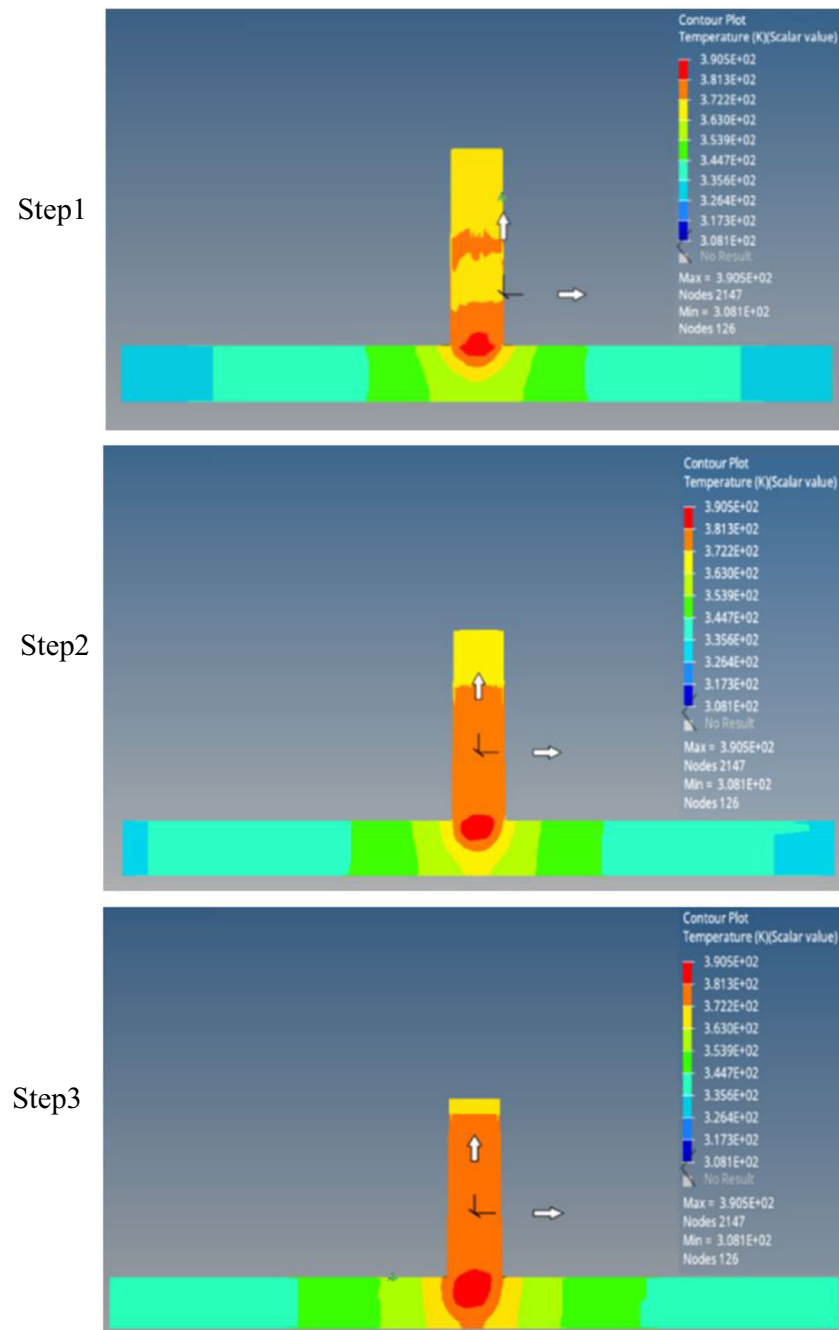 Step1
Contour Plot
Temperature (K)(Scalar value)
3.905E+02
3.813E+02
3.722E+02
3.630E+02
3.539E+02
3.447E+02
3.356E+02
3.264E+02
3.173E+02
3.081E+02
No Result
Max = 3.905E+02
Nodes 2147
Min = 3.081E+02
Nodes 126
Step2
Contour Plot
Temperature (K)(Scalar value)
3.905E+02
3.813E+02
3.722E+02
3.630E+02
3.539E+02
3.447E+02
3.356E+02
3.264E+02
3.173E+02
3.081E+02
No Result
Max = 3.905E+02
Nodes 2147
Min = 3.081E+02
Nodes 126
Step3
Contour Plot
Temperature (K)(Scalar value)
3.905E+02
3.813E+02
3.722E+02
3.630E+02
3.539E+02
3.447E+02
3.356E+02
3.264E+02
3.173E+02
3.081E+02
No Result
Max = 3.905E+02
Nodes 2147
Min = 3.081E+02
Nodes 126